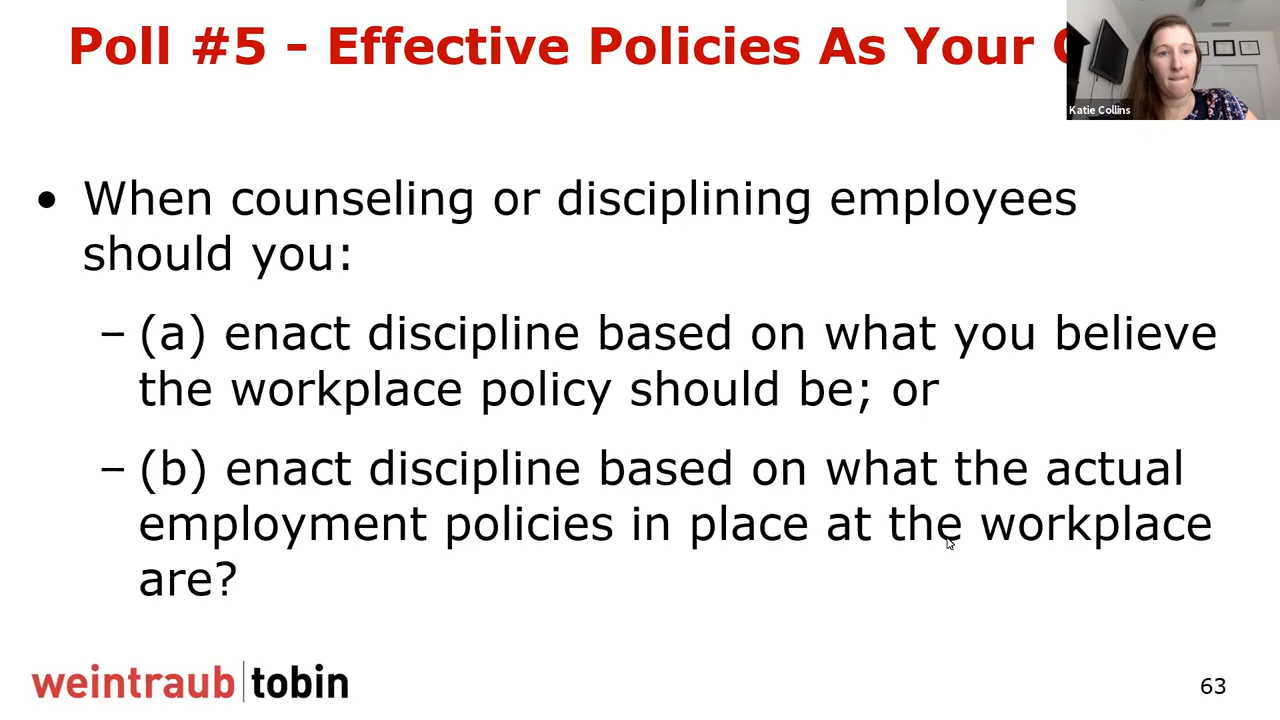 Poll #5 - Effective Policies As Your
Katie Collins
• When counseling or disciplining employees
should you:
– (a) enact discipline based on what you believe
the workplace policy should be; or
– (b) enact discipline based on what the actual
employment policies in place at the workplace
are?
weintraub tobin
63